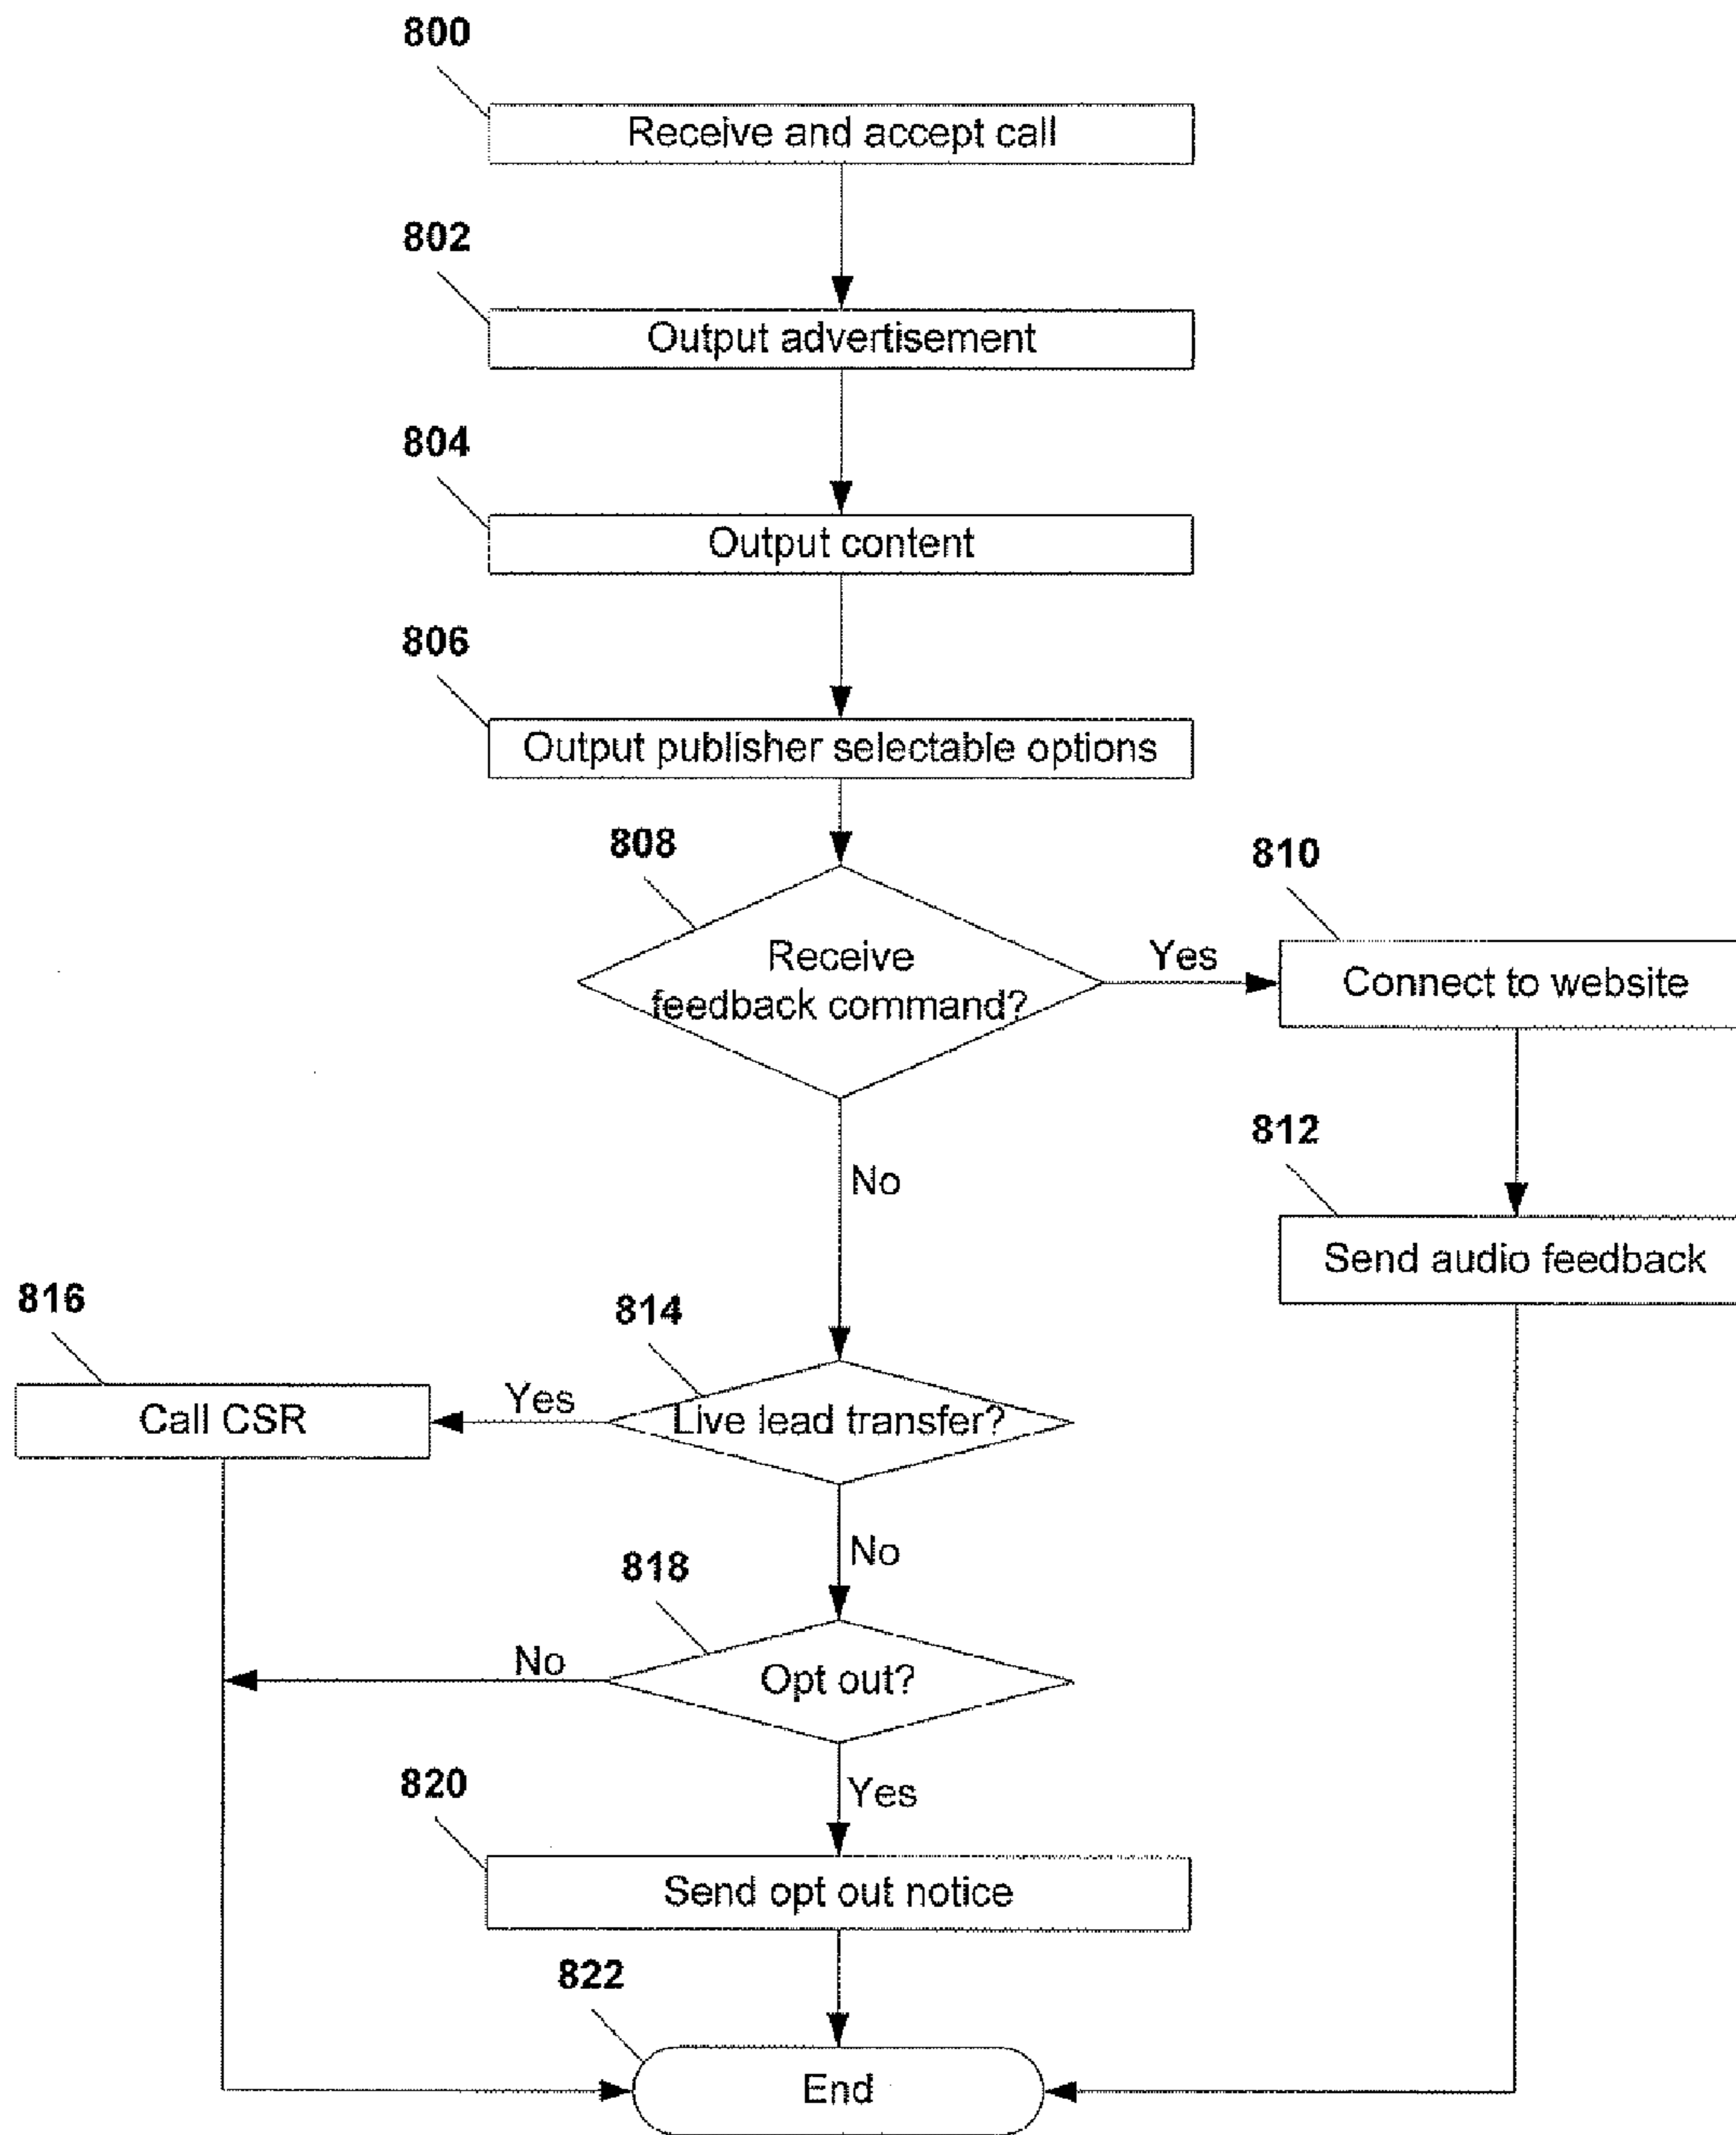 800
Receive and accept call
802
Output advertisement
804
Output content
806
Output publisher selectable options
808
Receive
feedback command?
Yes
810
Connect to website
No
812
Send audio feedback
814
Live lead transfer?
Yes
816
Call CSR
No
818
Opt out?
No
Yes
820
Send opt out notice
822
End